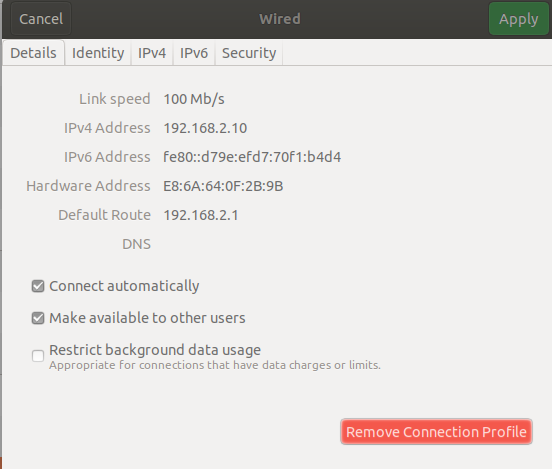 Cancel Wired Apply
Details Identity IPv4 IPv6 Security
Link speed 100 Mb/s
IPv4 Address 192.168.2.10
IPv6 Address fe80::d79e:efd7:70f1:b4d4
Hardware Address E8:6A:64:0F:2B:9B
Default Route 192.168.2.1
DNS
Connect automatically
Make available to other users
Restrict background data usage
Appropriate for connections that have data charges or limits.
Remove Connection Profile